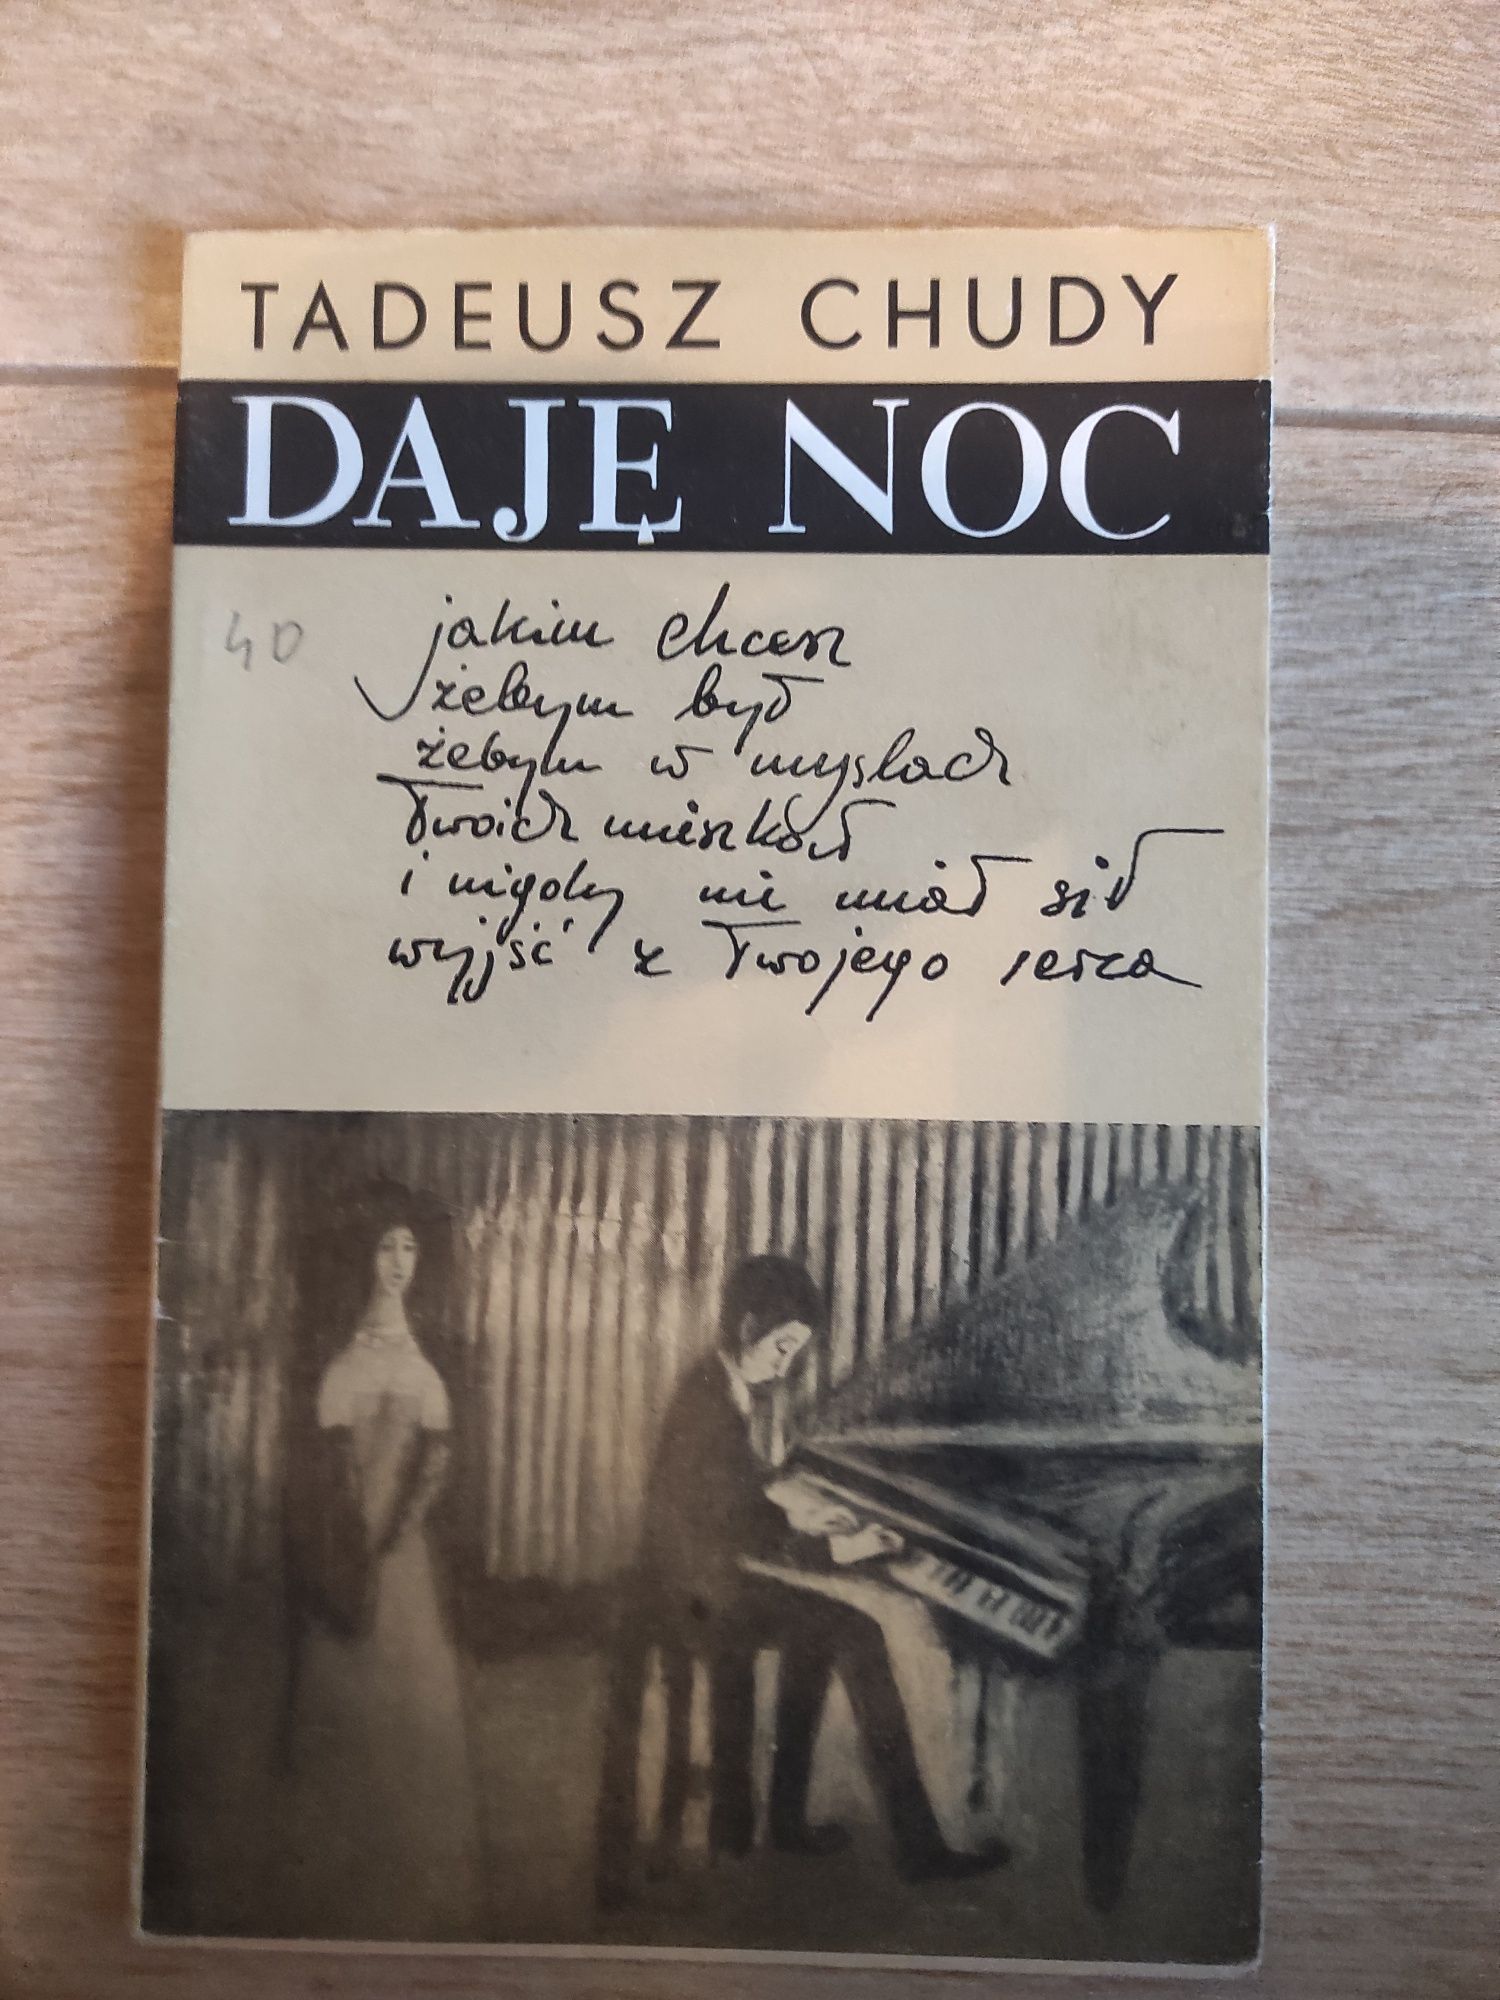 TADEUSZ CHUDY
DAJĘ NOC
40
jakim chcesz
żebym był
żebym w myślach
Twoich mieszkał
i nigdy nie miał sił
wyjść z Twojego serca